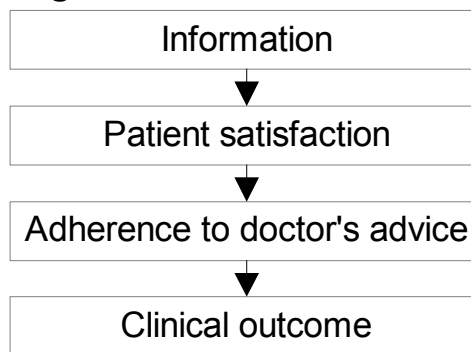 Information
Patient satisfaction
Adherence to doctor's advice
Clinical outcome